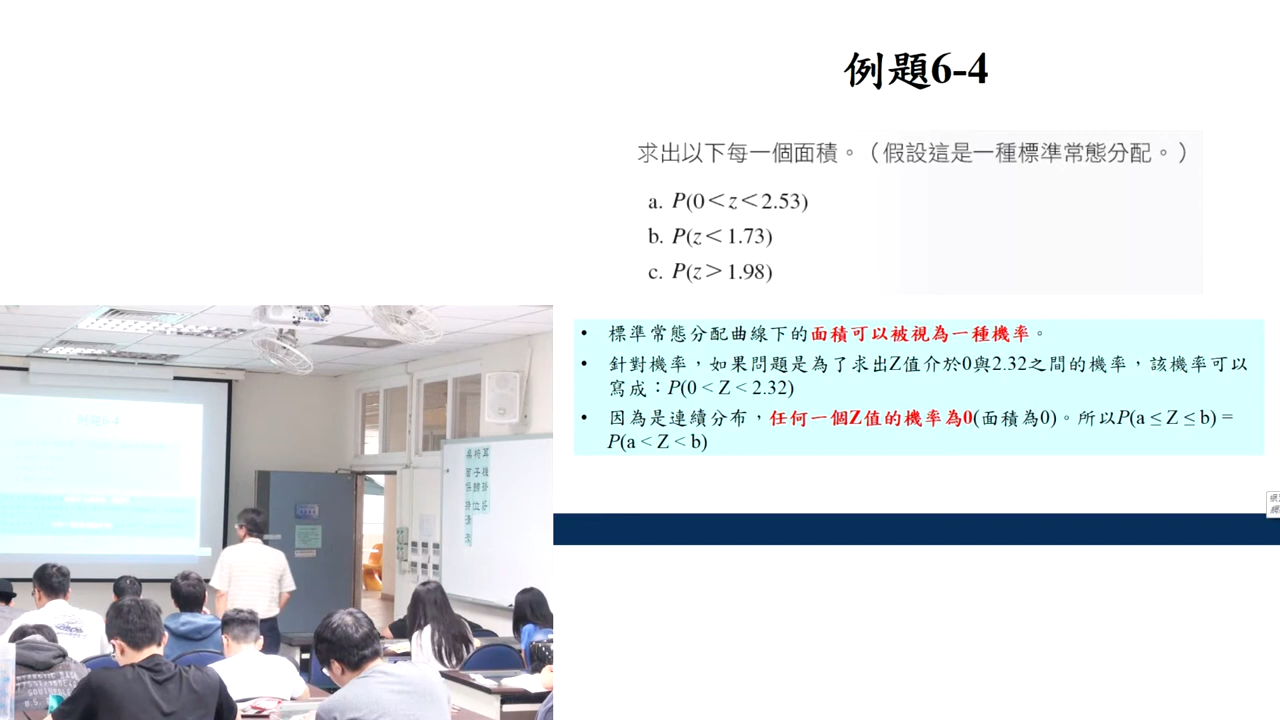 例題6-4
求出以下每一個面積。（假設這是一種標準常態分配。）
a. P(0＜z＜2.53)
b. P(z＜1.73)
c. P(z＞1.98)
• 標準常態分配曲線下的面積可以被視為一種機率。
• 針對機率，如果問題是為了求出Z值介於0與2.32之間的機率，該機率可以
寫成：P(0 < Z < 2.32)
• 因為是連續分布，任何一個Z值的機率為0(面積為0)。所以P(a ≤ Z ≤ b) =
P(a < Z < b)
例題6-4